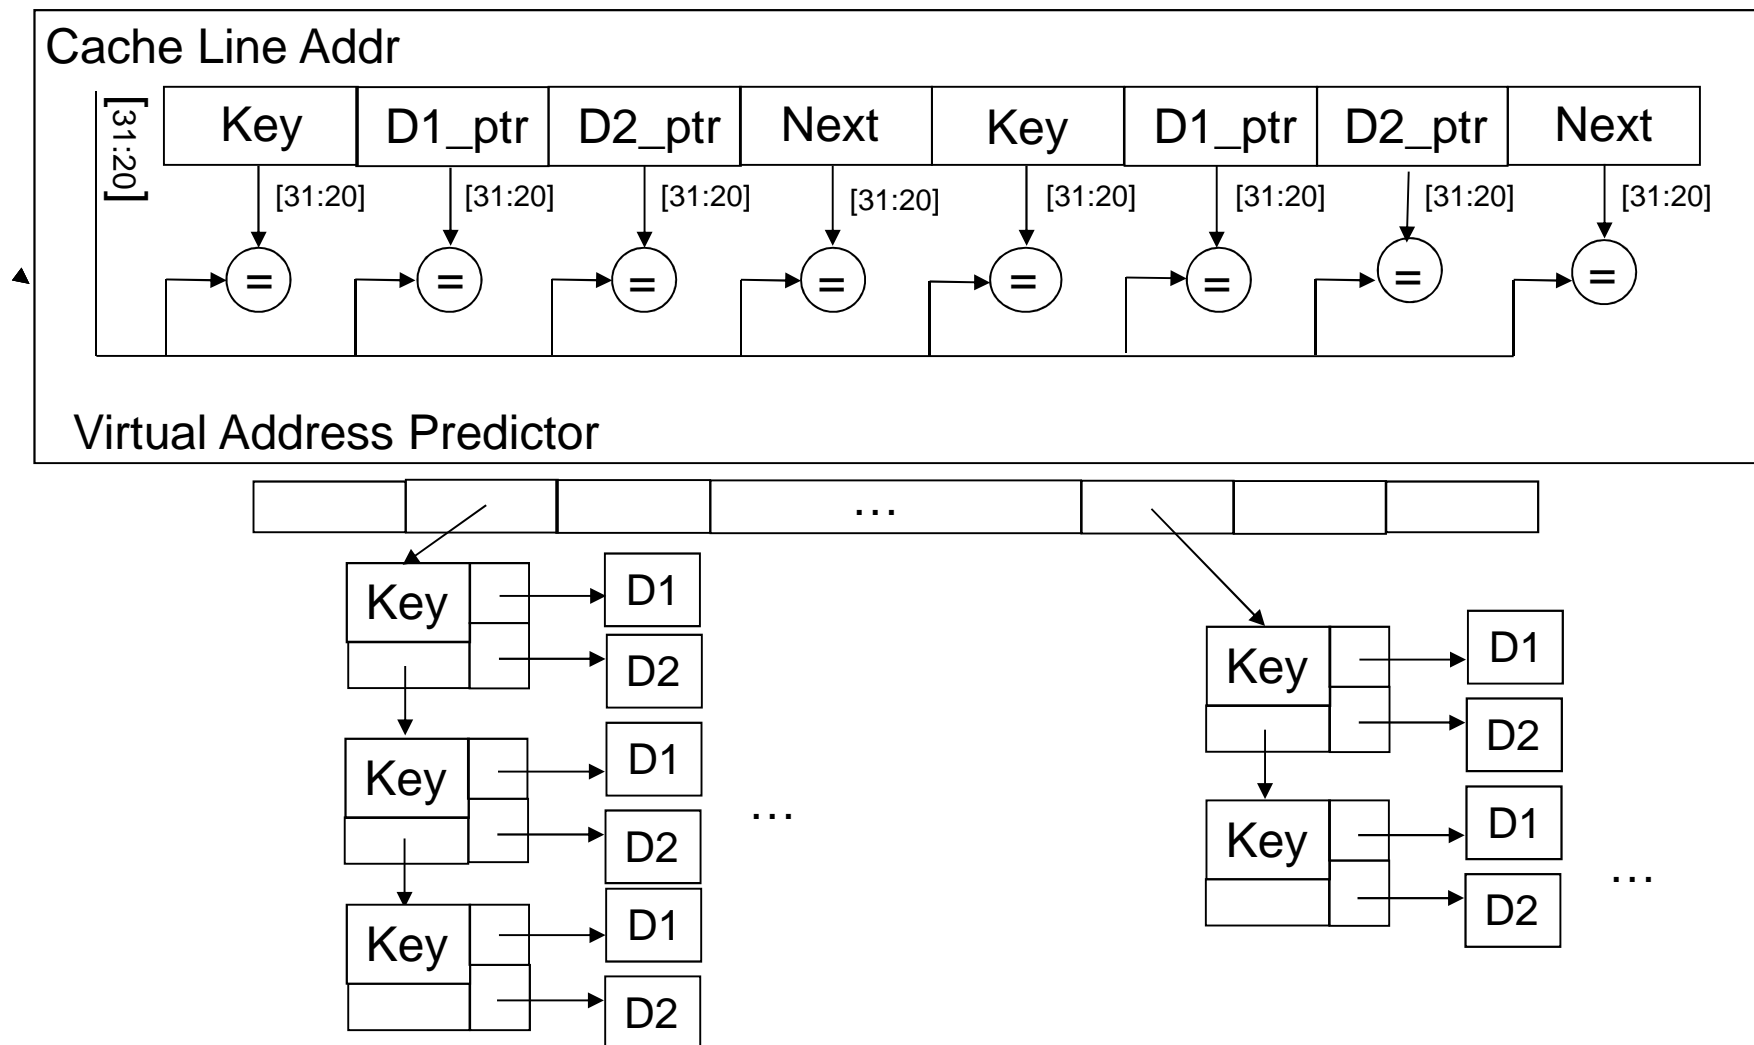 Cache Line Addr
[31:20] Key D1_ptr D2_ptr Next Key D1_ptr D2_ptr Next
[31:20] [31:20] [31:20] [31:20] [31:20] [31:20] [31:20] [31:20]
= = = = = = = =
Virtual Address Predictor
...
Key D1
D2
Key D1
D2
...
Key D1
D2
Key D1
D2
Key D1
D2
...